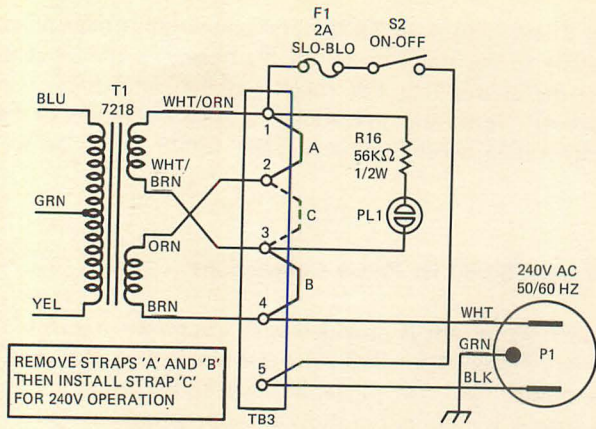 F1
2A
SLO-BLO
S2
ON-OFF
T1
7218
BLU
WHT/ORN
1
A
R16
56KΩ
1/2W
WHT/
BRN
2
GRN
C
PL1
ORN
3
B
240V AC
50/60 HZ
YEL
BRN
4
WHT
GRN
P1
BLK
5
REMOVE STRAPS 'A' AND 'B'
THEN INSTALL STRAP 'C'
FOR 240V OPERATION
TB3